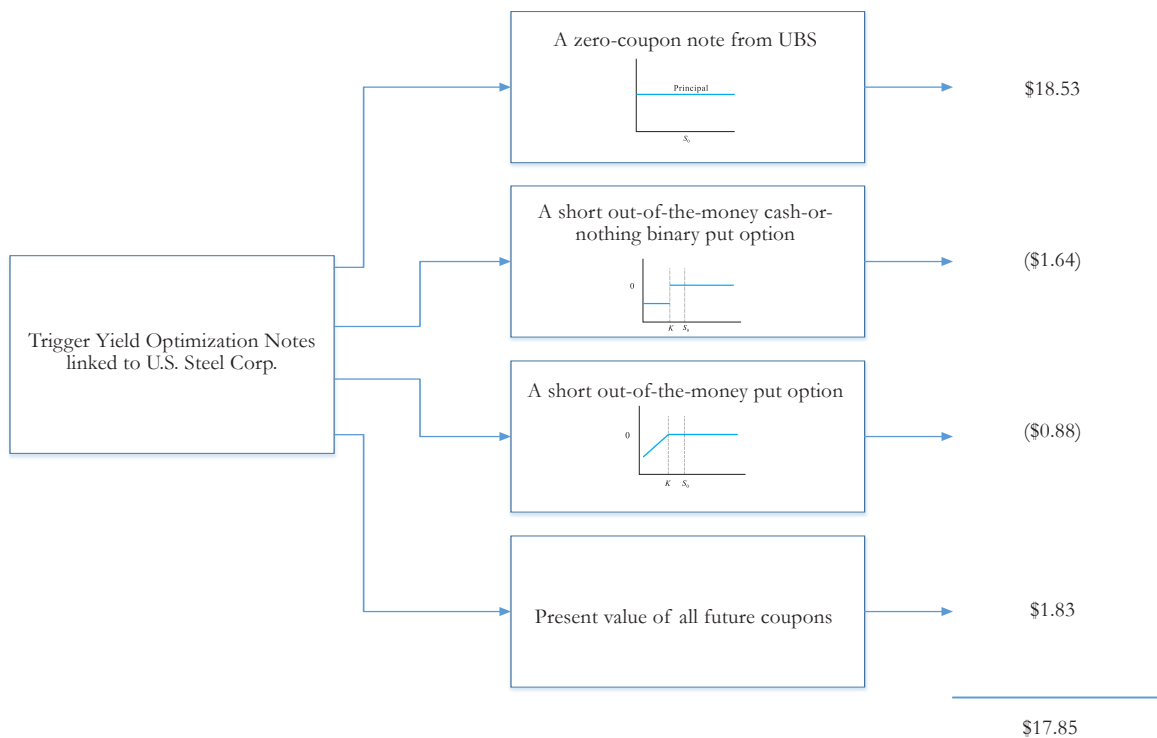 A zero-coupon note from UBS
Principal
S₀
$18.53
A short out-of-the-money cash-or-
nothing binary put option
0
K S₀
($1.64)
Trigger Yield Optimization Notes
linked to U.S. Steel Corp.
A short out-of-the-money put option
0
K S₀
($0.88)
Present value of all future coupons
$1.83
$17.85